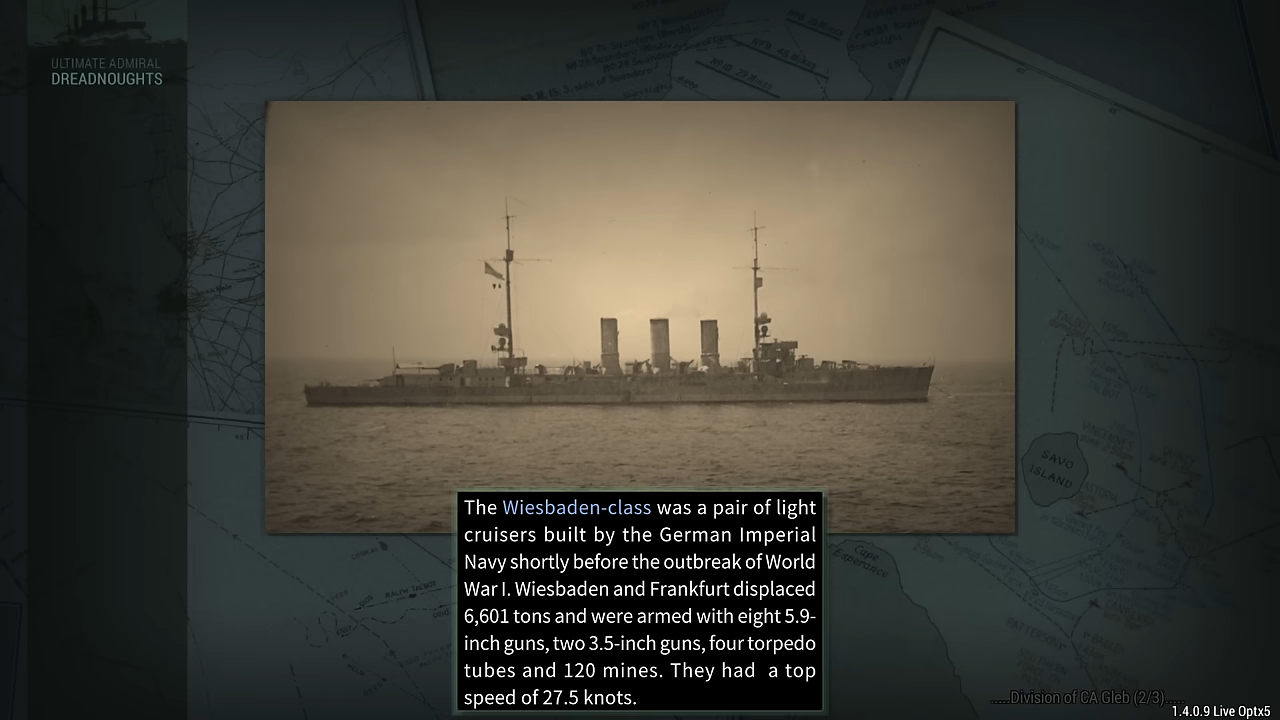 ULTIMATE ADMIRAL
DREADNOUGHTS
SAVO
ISLAND
Cape
Esperance
The Wiesbaden-class was a pair of light
cruisers built by the German Imperial
Navy shortly before the outbreak of World
War I. Wiesbaden and Frankfurt displaced
6,601 tons and were armed with eight 5.9-
inch guns, two 3.5-inch guns, four torpedo
tubes and 120 mines. They had a top
speed of 27.5 knots.
.....Division of CA Gleb (2/3).....
1.4.0.9 Live Optx5